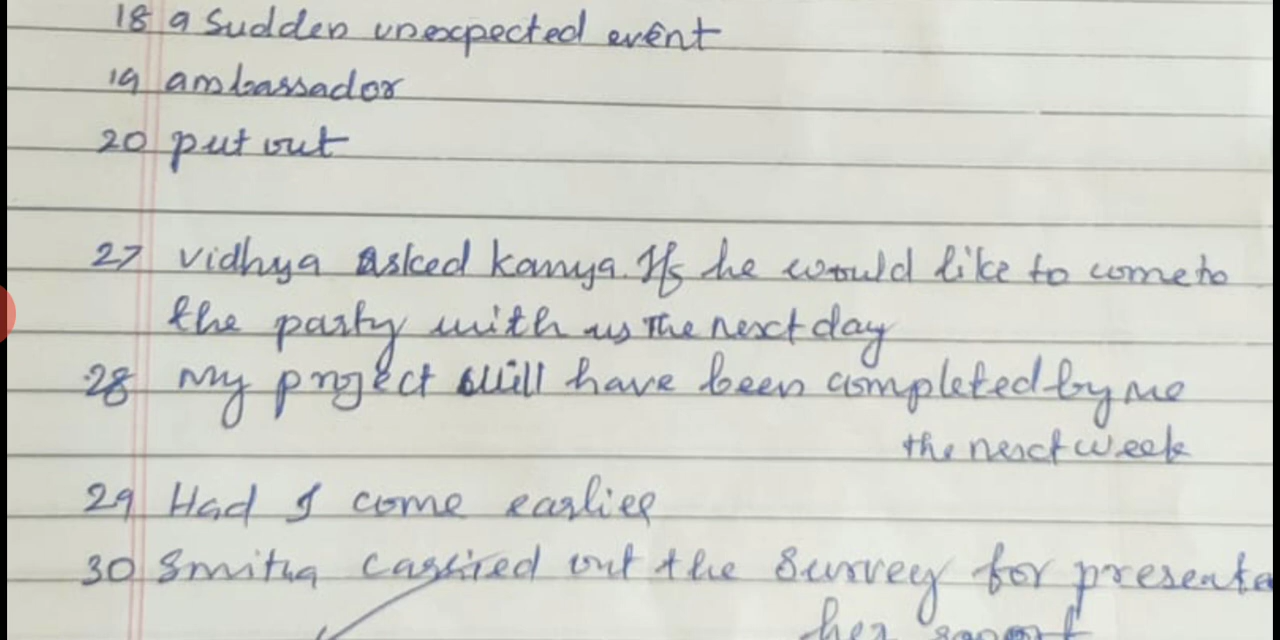 18 a Sudden unexpected event
19 ambassador
20 put out
27 vidhya asked kanya. If he would like to come to
the party with us The next day
28 My project will have been completed by me
the next week
29 Had I come earlier
30 Smitha carried out the Survey for presente
her report